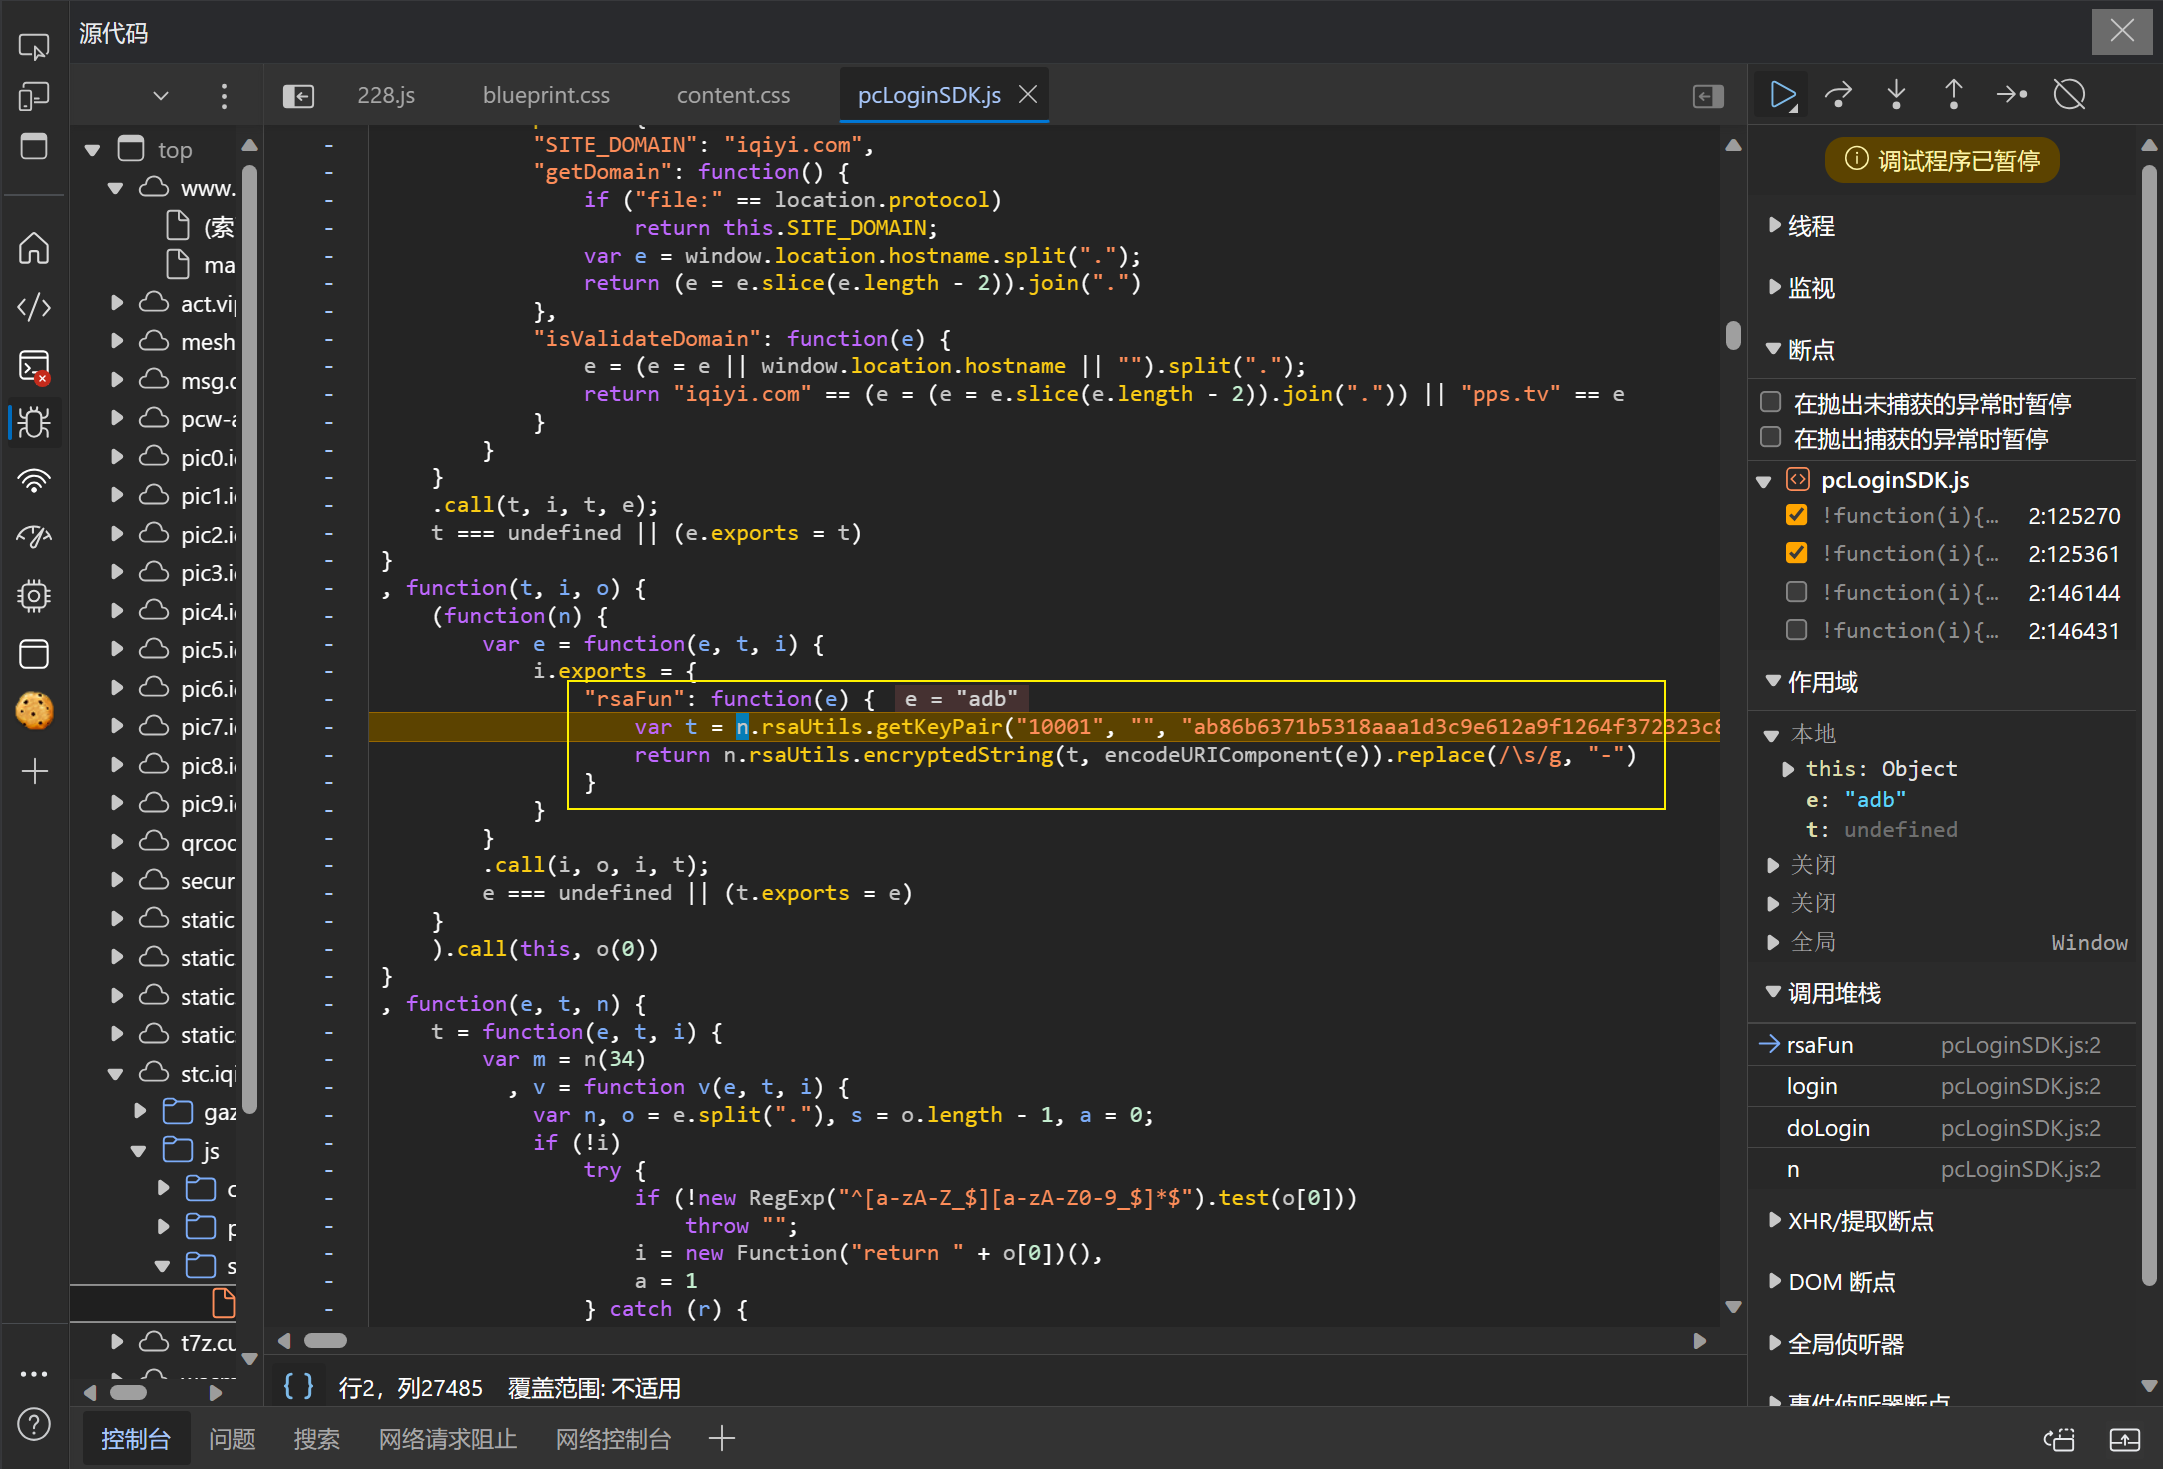 源代码
228.js
blueprint.css
content.css
pcLoginSDK.js
top
www.
(索
ma
act.vip
mesh
msg.c
pcw-a
pic0.i
pic1.i
pic2.i
pic3.i
pic4.i
pic5.i
pic6.i
pic7.i
pic8.i
pic9.i
qrcoc
secur
static
static
static
static
stc.iqi
gaz
js
c
p
s
t7z.cu
"SITE_DOMAIN": "iqiyi.com",
"getDomain": function() {
if ("file:" == location.protocol)
return this.SITE_DOMAIN;
var e = window.location.hostname.split(".");
return (e = e.slice(e.length - 2)).join(".")
},
"isValidateDomain": function(e) {
e = (e = e || window.location.hostname || "").split(".");
return "iqiyi.com" == (e = (e = e.slice(e.length - 2)).join(".")) || "pps.tv" == e
}
}
}
.call(t, i, t, e);
t === undefined || (e.exports = t)
}
, function(t, i, o) {
(function(n) {
var e = function(e, t, i) {
i.exports = {
"rsaFun": function(e) { e = "adb"
var t = n.rsaUtils.getKeyPair("10001", "", "ab86b6371b5318aaa1d3c9e612a9f1264f372323c8
return n.rsaUtils.encryptedString(t, encodeURIComponent(e)).replace(/\s/g, "-")
}
}
}
.call(i, o, i, t);
e === undefined || (t.exports = e)
}
).call(this, o(0))
}
, function(e, t, n) {
t = function(e, t, i) {
var m = n(34)
, v = function v(e, t, i) {
var n, o = e.split("."), s = o.length - 1, a = 0;
if (!i)
try {
if (!new RegExp("^[a-zA-Z_$][a-zA-Z0-9_$]*$").test(o[0]))
throw "";
i = new Function("return " + o[0])(),
a = 1
} catch (r) {
{ } 行2，列27485 覆盖范围: 不适用
调试程序已暂停
线程
监视
断点
在抛出未捕获的异常时暂停
在抛出捕获的异常时暂停
pcLoginSDK.js
!function(i){… 2:125270
!function(i){… 2:125361
!function(i){… 2:146144
!function(i){… 2:146431
作用域
本地
this: Object
e: "adb"
t: undefined
关闭
关闭
全局 Window
调用堆栈
rsaFun pcLoginSDK.js:2
login pcLoginSDK.js:2
doLogin pcLoginSDK.js:2
n pcLoginSDK.js:2
XHR/提取断点
DOM 断点
全局侦听器
事件侦听器断点
控制台 问题 搜索 网络请求阻止 网络控制台